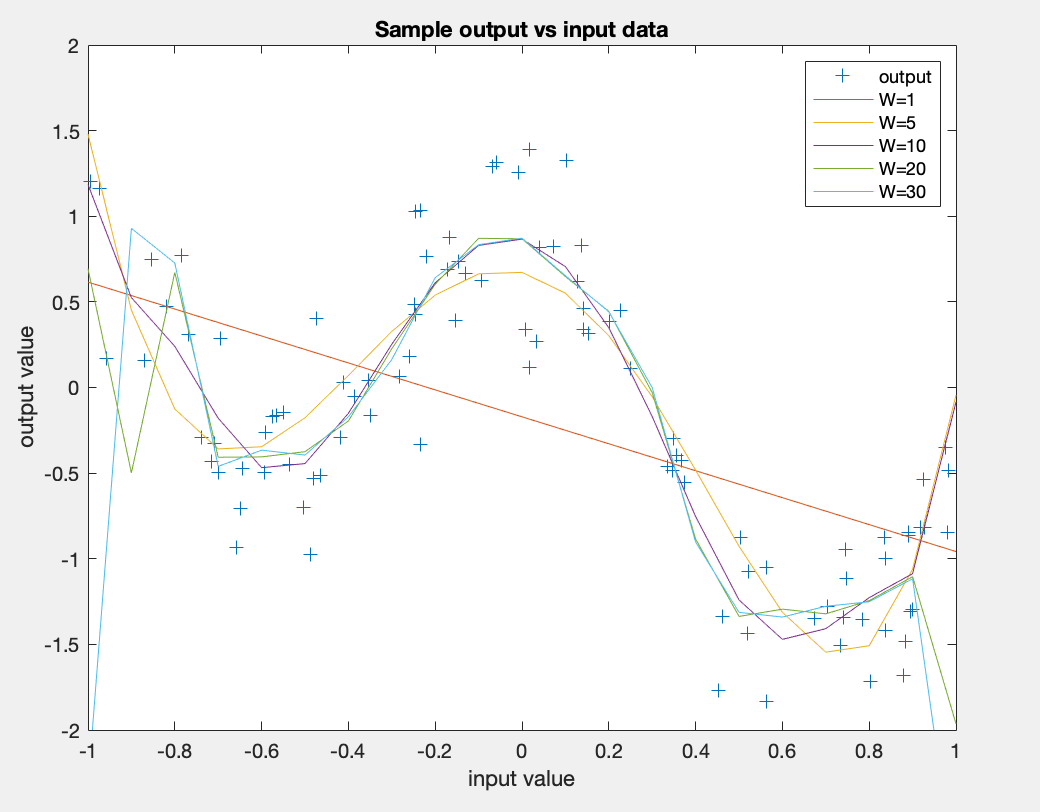 Sample output vs input data
output
W=1
W=5
W=10
W=20
W=30
2
1.5
1
0.5
0
-0.5
-1
-1.5
-2
output value
-1 -0.8 -0.6 -0.4 -0.2 0 0.2 0.4 0.6 0.8 1
input value